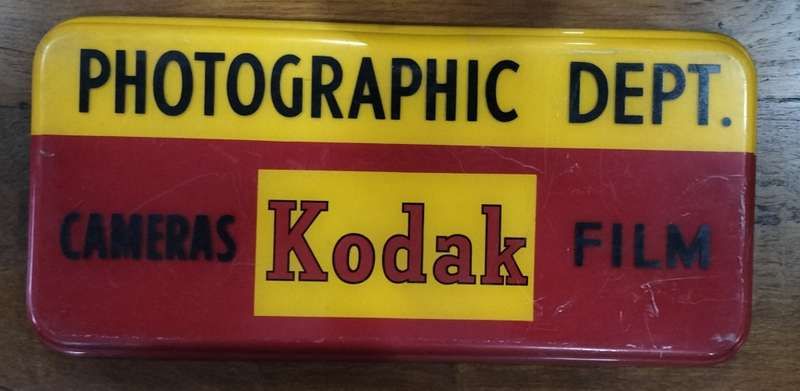 PHOTOGRAPHIC DEPT.
CAMERAS Kodak FILM